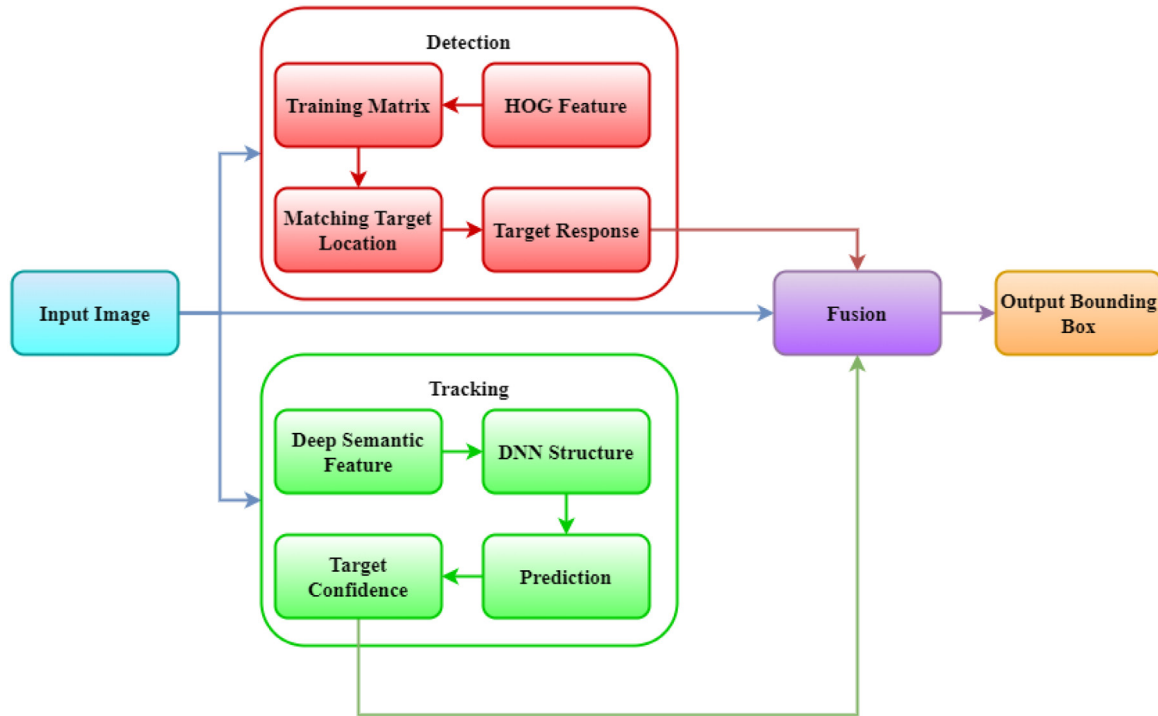 Detection
Training Matrix
HOG Feature
Matching Target
Location
Target Response
Input Image
Fusion
Output Bounding
Box
Tracking
Deep Semantic
Feature
DNN Structure
Target
Confidence
Prediction